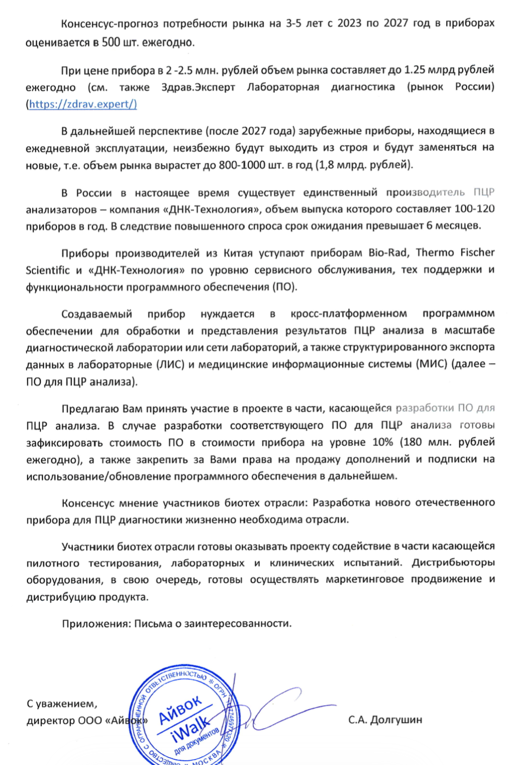 Консенсус-прогноз потребности рынка на 3-5 лет с 2023 по 2027 год в приборах
оценивается в 500 шт. ежегодно.
При цене прибора в 2 -2.5 млн. рублей объем рынка составляет до 1.25 млрд рублей
ежегодно (см. также Здрав.Эксперт Лабораторная диагностика (рынок России)
(https://zdrav.expert/)
В дальнейшей перспективе (после 2027 года) зарубежные приборы, находящиеся в
ежедневной эксплуатации, неизбежно будут выходить из строя и будут заменяться на
новые, т.е. объем рынка вырастет до 800-1000 шт. в год (1,8 млрд. рублей).
В России в настоящее время существует единственный производитель ПЦР
анализаторов – компания «ДНК-Технология», объем выпуска которого составляет 100-120
приборов в год. В следствие повышенного спроса срок ожидания превышает 6 месяцев.
Приборы производителей из Китая уступают приборам Bio-Rad, Thermo Fischer
Scientific и «ДНК-Технология» по уровню сервисного обслуживания, тех поддержки и
функциональности программного обеспечения (ПО).
Создаваемый прибор нуждается в кросс-платформенном программном
обеспечении для обработки и представления результатов ПЦР анализа в масштабе
диагностической лаборатории или сети лабораторий, а также структурированного экспорта
данных в лабораторные (ЛИС) и медицинские информационные системы (МИС) (далее –
ПО для ПЦР анализа).
Предлагаю Вам принять участие в проекте в части, касающейся разработки ПО для
ПЦР анализа. В случае разработки соответствующего ПО для ПЦР анализа готовы
зафиксировать стоимость ПО в стоимости прибора на уровне 10% (180 млн. рублей
ежегодно), а также закрепить за Вами права на продажу дополнений и подписки на
использование/обновление программного обеспечения в дальнейшем.
Консенсус мнение участников биотех отрасли: Разработка нового отечественного
прибора для ПЦР диагностики жизненно необходима отрасли.
Участники биотех отрасли готовы оказывать проекту содействие в части касающейся
пилотного тестирования, лабораторных и клинических испытаний. Дистрибьюторы
оборудования, в свою очередь, готовы осуществлять маркетинговое продвижение и
дистрибуцию продукта.
Приложения: Письма о заинтересованности.
С уважением,
директор ООО «Айвок»
С.А. Долгушин
Айвок
iWalk
для документов